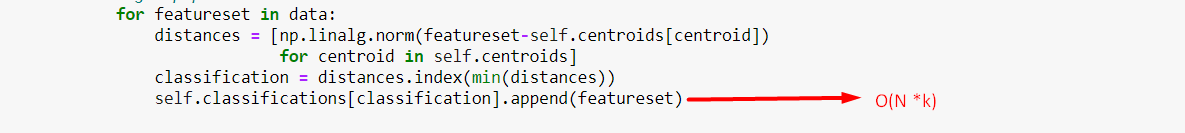 for featureset in data:
distances = [np.linalg.norm(featureset-self.centroids[centroid])
for centroid in self.centroids]
classification = distances.index(min(distances))
self.classifications[classification].append(featureset)
O(N *k)